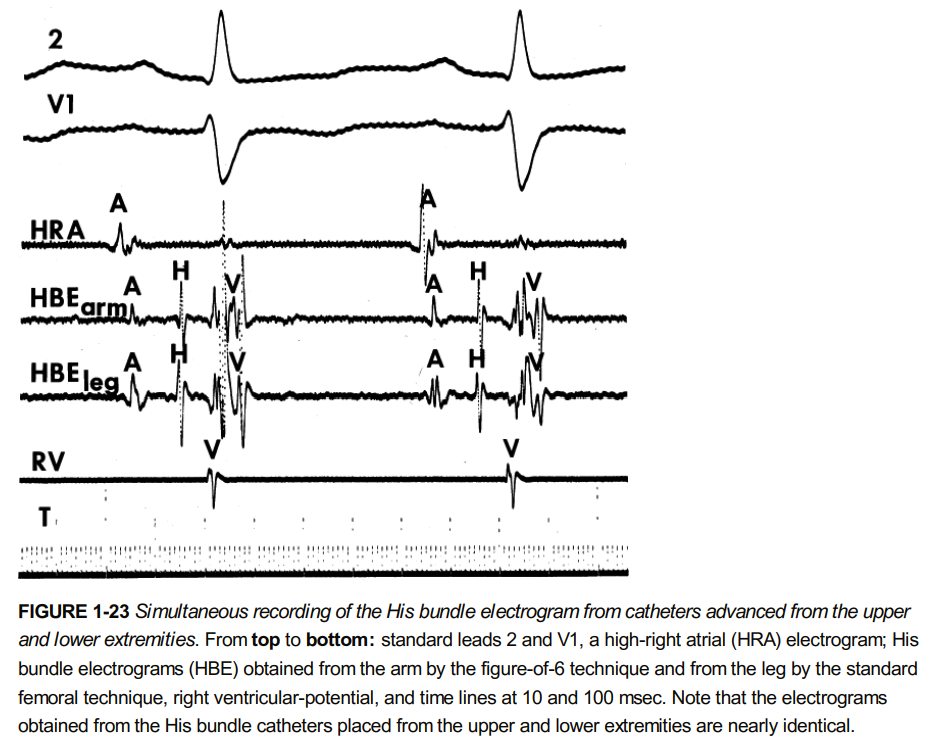 2
V1
A A
HRA
H H
A V A V
HBE arm
H H
A V A V
HBE leg
V V
RV
T
FIGURE 1-23 Simultaneous recording of the His bundle electrogram from catheters advanced from the upper
and lower extremities. From top to bottom: standard leads 2 and V1, a high-right atrial (HRA) electrogram; His
bundle electrograms (HBE) obtained from the arm by the figure-of-6 technique and from the leg by the standard
femoral technique, right ventricular-potential, and time lines at 10 and 100 msec. Note that the electrograms
obtained from the His bundle catheters placed from the upper and lower extremities are nearly identical.